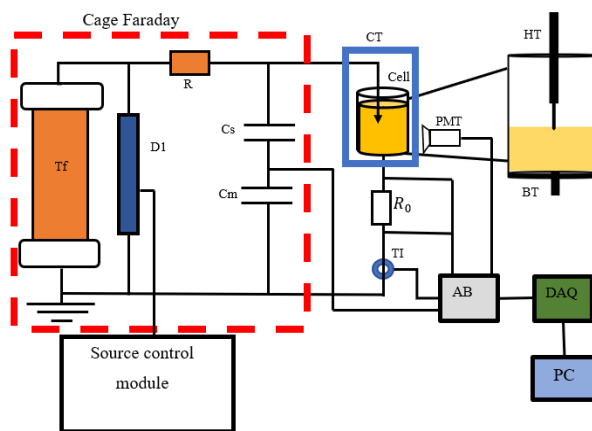 Cage Faraday
CT
HT
R
Cell
PMT
Cs
D1
Tf
Cm
BT
R0
TI
AB
DAQ
Source control
module
PC